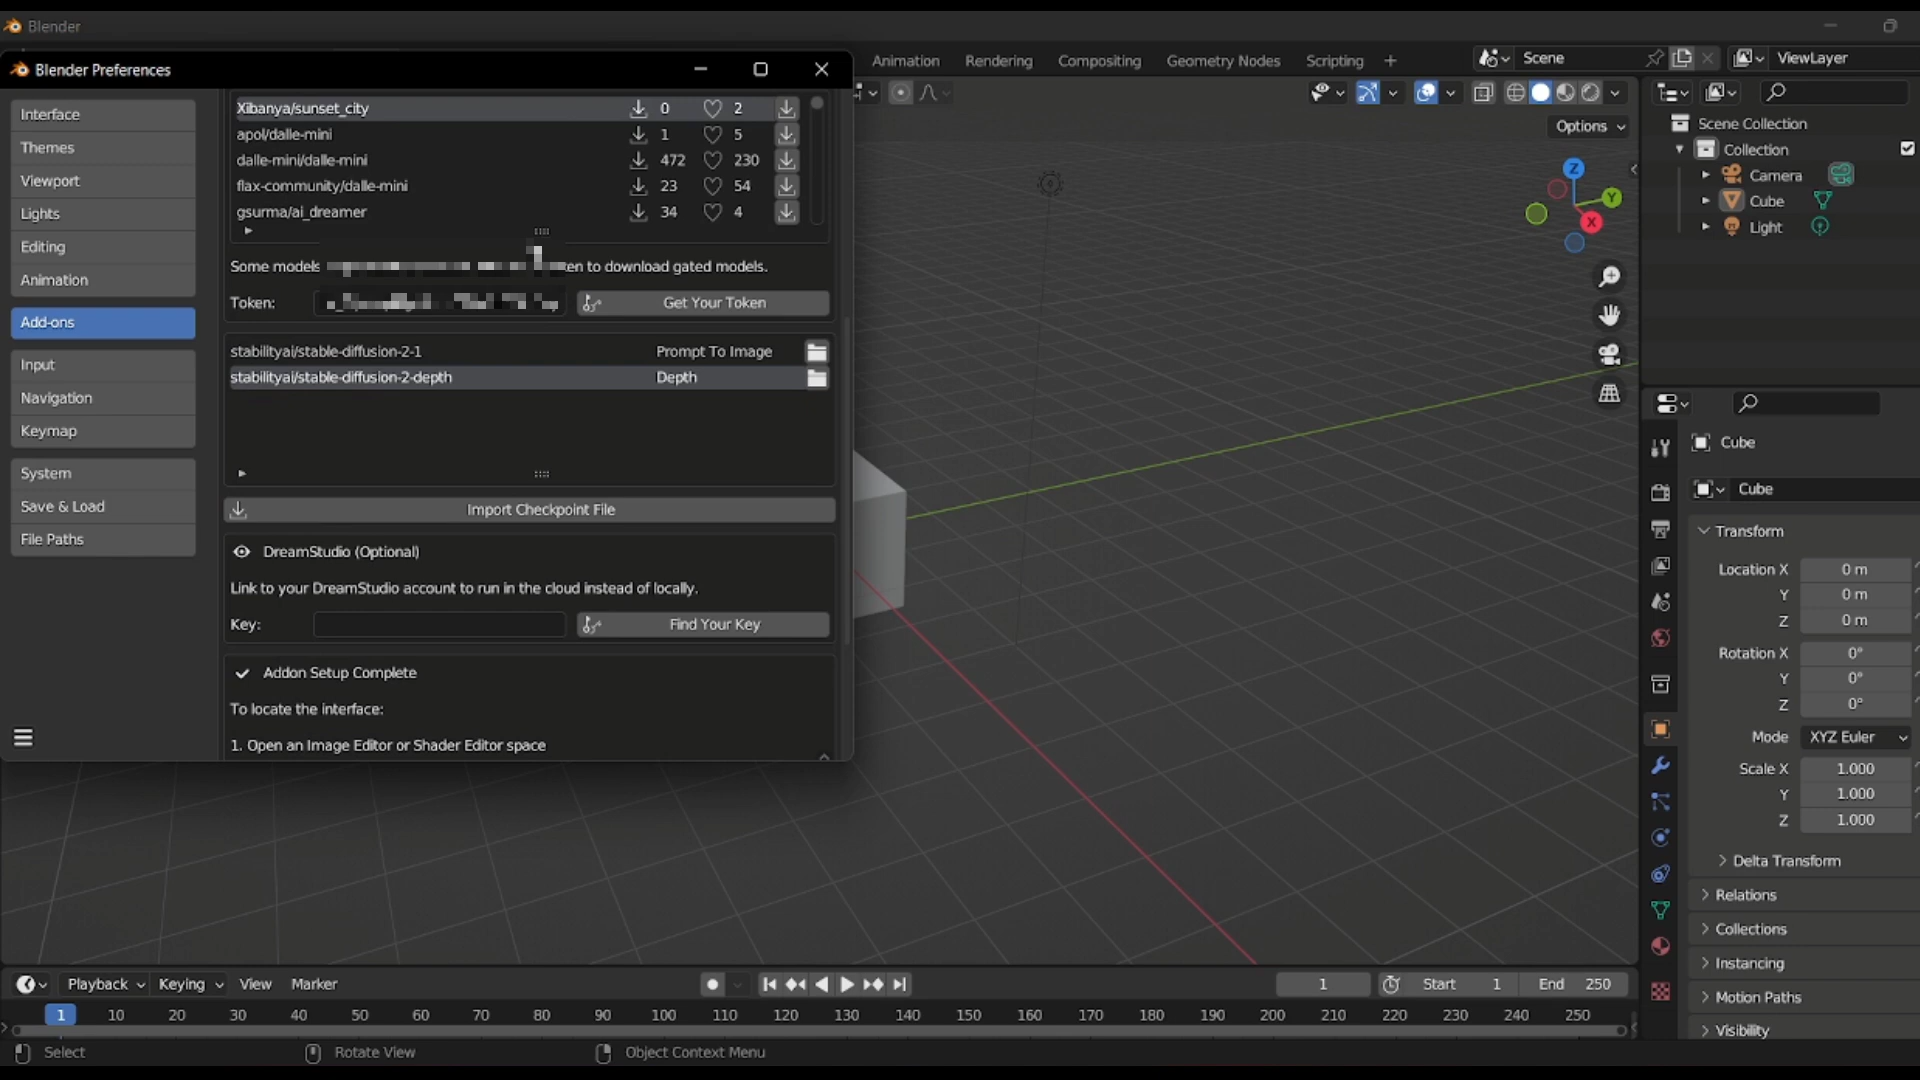 Blender
Blender Preferences
Animation Rendering Compositing Geometry Nodes Scripting +
Scene
ViewLayer
Options
Interface
Themes
Viewport
Lights
Editing
Animation
Add-ons
Input
Navigation
Keymap
System
Save & Load
File Paths
Xibanya/sunset_city 0 2
apol/dalle-mini 1 5
dalle-mini/dalle-mini 472 230
flax-community/dalle-mini 23 54
gsurma/ai_dreamer 34 4
Some models to download gated models.
Token: Get Your Token
stabilityai/stable-diffusion-2-1 Prompt To Image
stabilityai/stable-diffusion-2-depth Depth
Import Checkpoint File
DreamStudio (Optional)
Link to your DreamStudio account to run in the cloud instead of locally.
Key: Find Your Key
Addon Setup Complete
To locate the interface:
1. Open an Image Editor or Shader Editor space
Z
Y
X
Scene Collection
Collection
Camera
Cube
Light
Cube
Cube
Transform
Location X 0 m
Y 0 m
Z 0 m
Rotation X 0°
Y 0°
Z 0°
Mode XYZ Euler
Scale X 1.000
Y 1.000
Z 1.000
Delta Transform
Relations
Collections
Instancing
Motion Paths
Visibility
Playback Keying View Marker
1 Start 1 End 250
1 10 20 30 40 50 60 70 80 90 100 110 120 130 140 150 160 170 180 190 200 210 220 230 240 250
Select Rotate View Object Context Menu